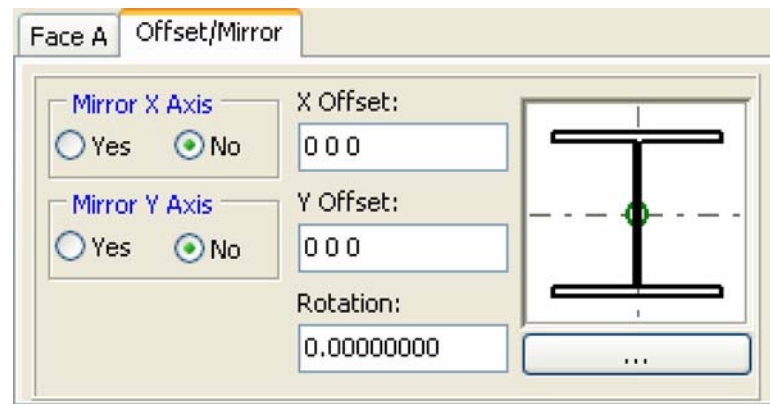 Face A Offset/Mirror
Mirror X Axis
Yes No
Mirror Y Axis
Yes No
X Offset:
0 0 0
Y Offset:
0 0 0
Rotation:
0.00000000
...